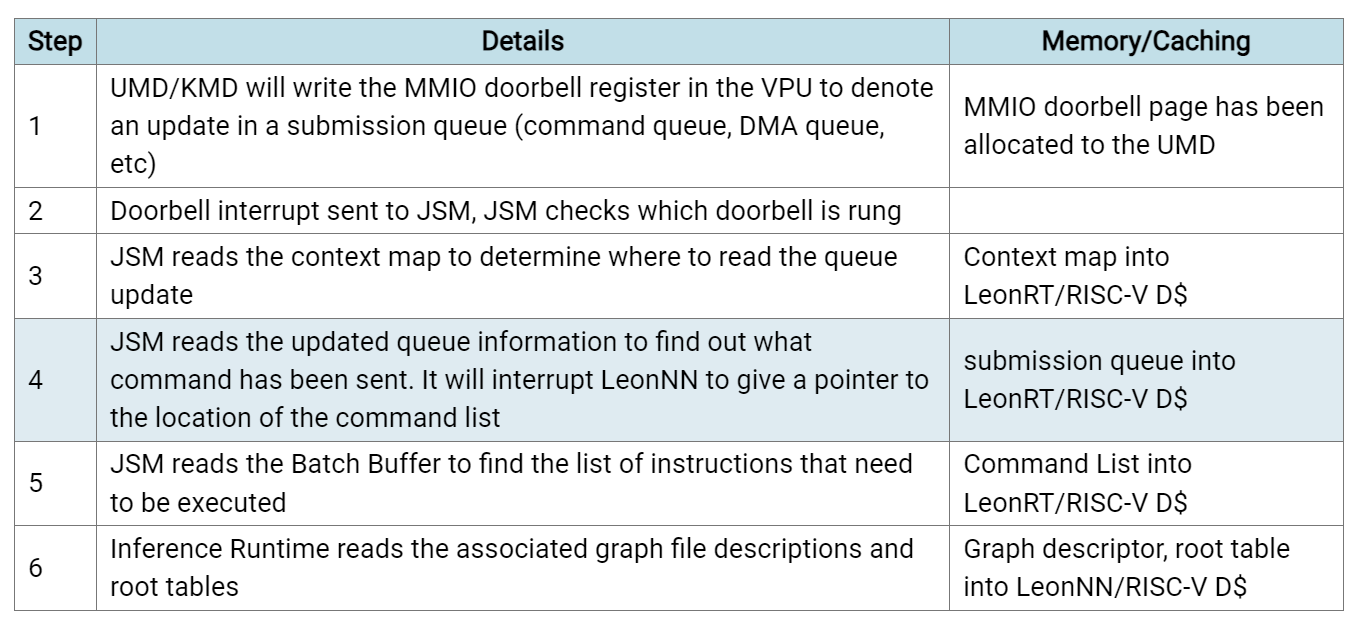 Step Details Memory/Caching
1 UMD/KMD will write the MMIO doorbell register in the VPU to denote
an update in a submission queue (command queue, DMA queue,
etc)
MMIO doorbell page has been
allocated to the UMD
2 Doorbell interrupt sent to JSM, JSM checks which doorbell is rung
3 JSM reads the context map to determine where to read the queue
update
Context map into
LeonRT/RISC-V D$
4 JSM reads the updated queue information to find out what
command has been sent. It will interrupt LeonNN to give a pointer to
the location of the command list
submission queue into
LeonRT/RISC-V D$
5 JSM reads the Batch Buffer to find the list of instructions that need
to be executed
Command List into
LeonRT/RISC-V D$
6 Inference Runtime reads the associated graph file descriptions and
root tables
Graph descriptor, root table
into LeonNN/RISC-V D$